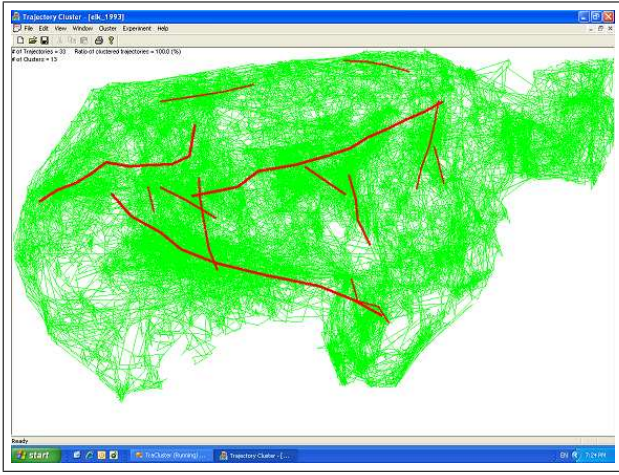 Trajectory Cluster - [elk_1993]
File Edit View Window Cluster Experiment Help
# of Trajectories = 33 Ratio of clustered trajectories = 100.0 (%)
# of Clusters = 13
Ready
start TraCluster (Running) ... Trajectory Cluster - [... EN 7:24 PM